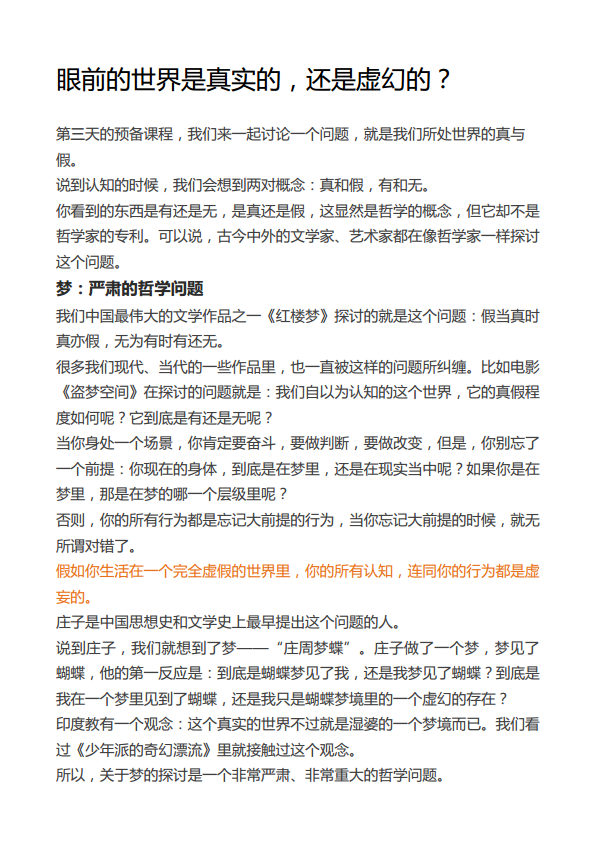 眼前的世界是真实的，还是虚幻的？
第三天的预备课程，我们来一起讨论一个问题，就是我们所处世界的真与
假。
说到认知的时候，我们会想到两对概念：真和假，有和无。
你看到的东西是有还是无，是真还是假，这显然是哲学的概念，但它却不是
哲学家的专利。可以说，古今中外的文学家、艺术家都在像哲学家一样探讨
这个问题。
梦：严肃的哲学问题
我们中国最伟大的文学作品之一《红楼梦》探讨的就是这个问题：假当真时
真亦假，无为有时有还无。
很多我们现代、当代的一些作品里，也一直被这样的问题所纠缠。比如电影
《盗梦空间》在探讨的问题就是：我们自以为认知的这个世界，它的真假程
度如何呢？它到底是有还是无呢？
当你身处一个场景，你肯定要奋斗，要做判断，要做改变，但是，你别忘了
一个前提：你现在的身体，到底是在梦里，还是在现实当中呢？如果你是在
梦里，那是在梦的哪一个层级里呢？
否则，你的所有行为都是忘记大前提的行为，当你忘记大前提的时候，就无
所谓对错了。
假如你生活在一个完全虚假的世界里，你的所有认知，连同你的行为都是虚
妄的。
庄子是中国思想史和文学史上最早提出这个问题的人。
说到庄子，我们就想到了梦——“庄周梦蝶”。庄子做了一个梦，梦见了
蝴蝶，他的第一反应是：到底是蝴蝶梦见了我，还是我梦见了蝴蝶？到底是
我在一个梦里见到了蝴蝶，还是我只是蝴蝶梦境里的一个虚幻的存在？
印度教有一个观念：这个真实的世界不过就是湿婆的一个梦境而已。我们看
过《少年派的奇幻漂流》里就接触过这个观念。
所以，关于梦的探讨是一个非常严肃、非常重大的哲学问题。